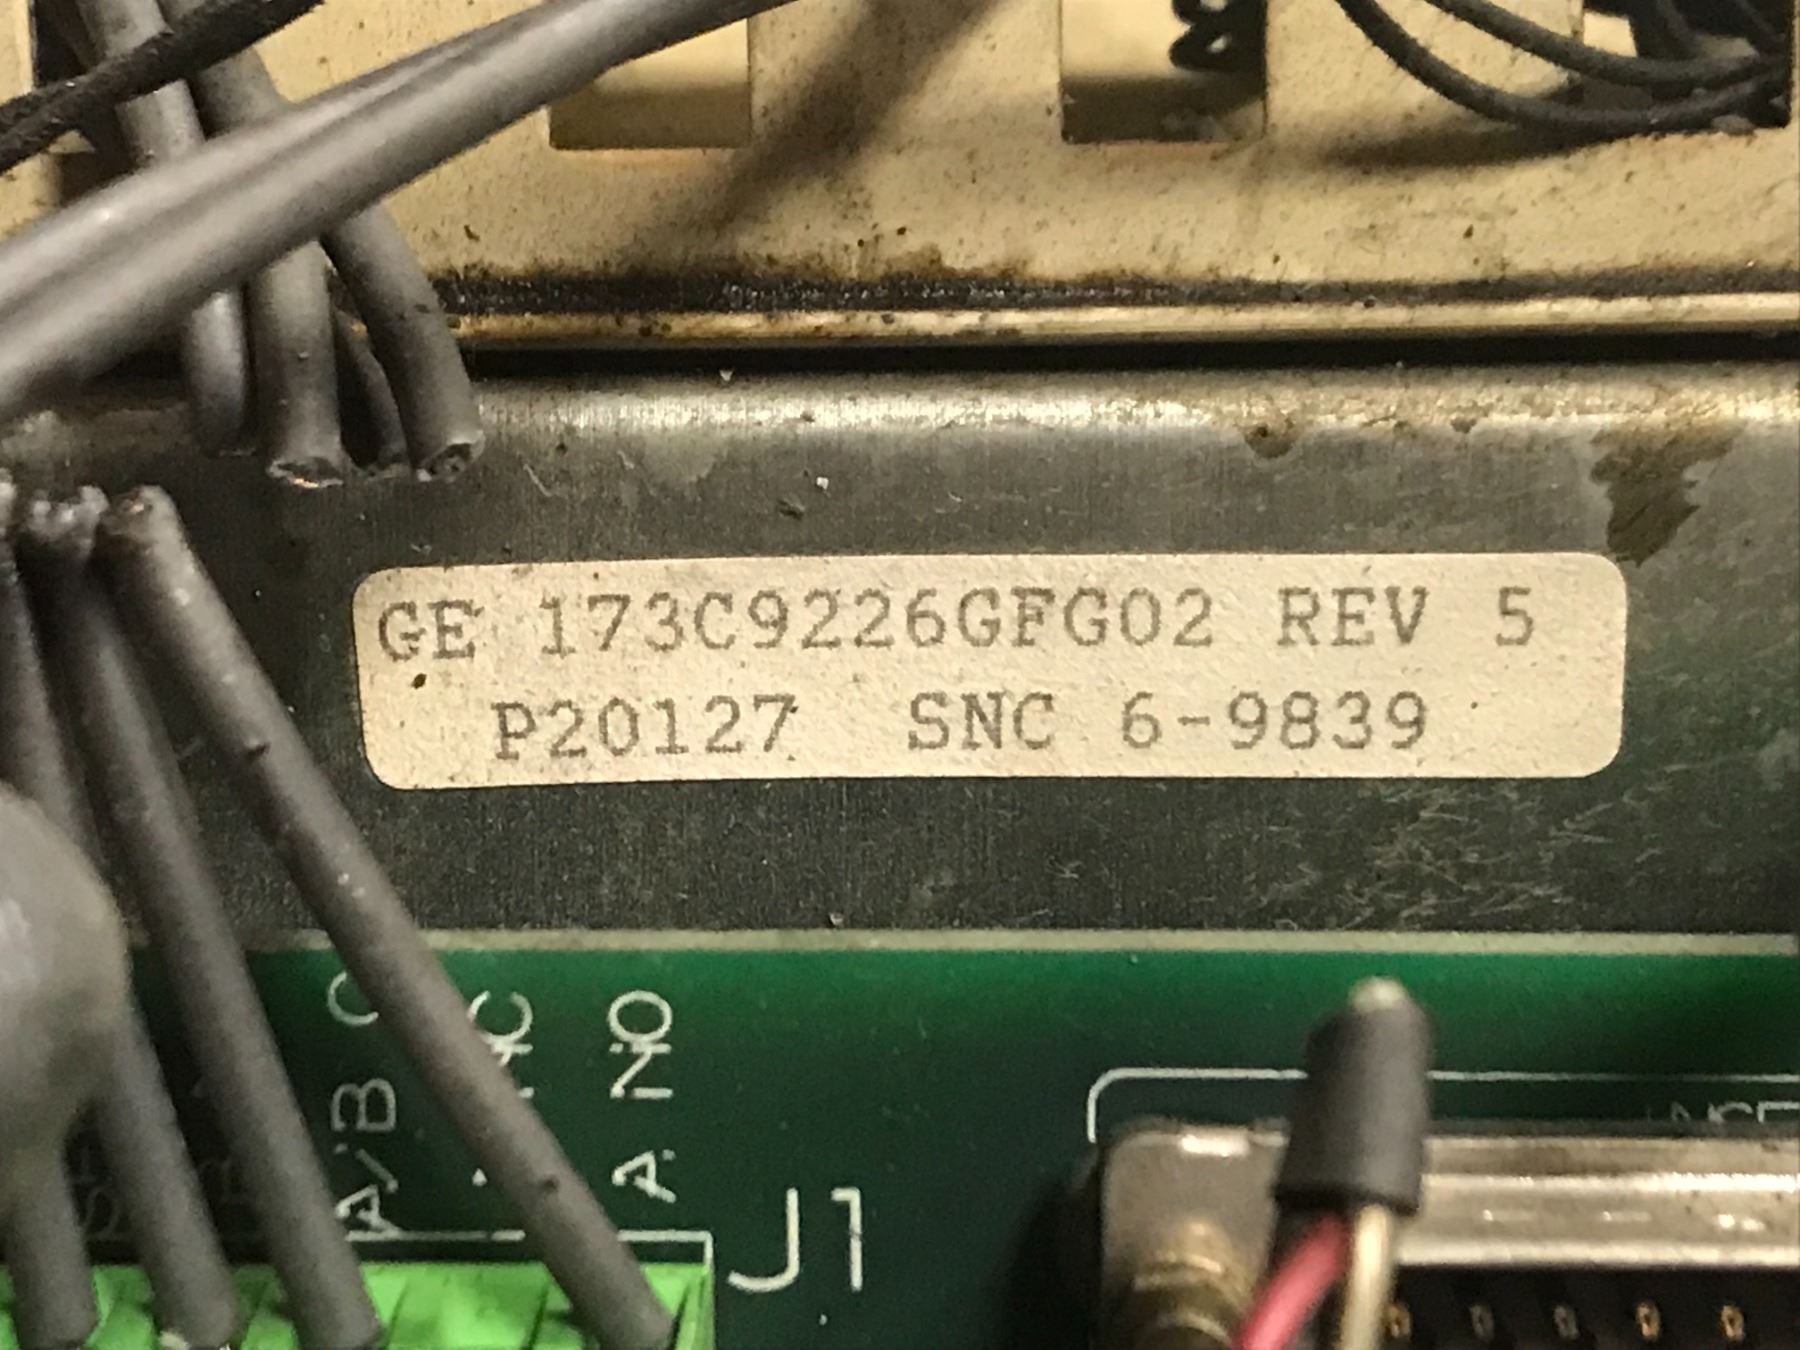 GE 173C9226GFG02 REV 5
P20127 SNC 6-9839
A/B C
NC
A NO
J1